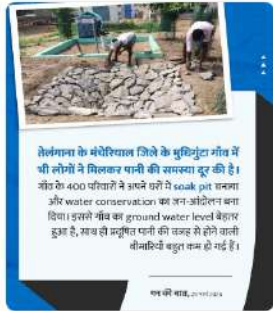 तेलंगाना के मंचेरियाल जिले के मुधिगुंटा गाँव में
भी लोगों ने मिलकर पानी की समस्या दूर की है।
गाँव के 400 परिवारों ने अपने घरों में soak pit बनाया
और water conservation का जन-आंदोलन बना
दिया। इससे गाँव का ground water level बेहतर
हुआ है, साथ ही प्रदूषित पानी की वजह से होने वाली
बीमारियाँ बहुत कम हो गई हैं।
मन की बात,